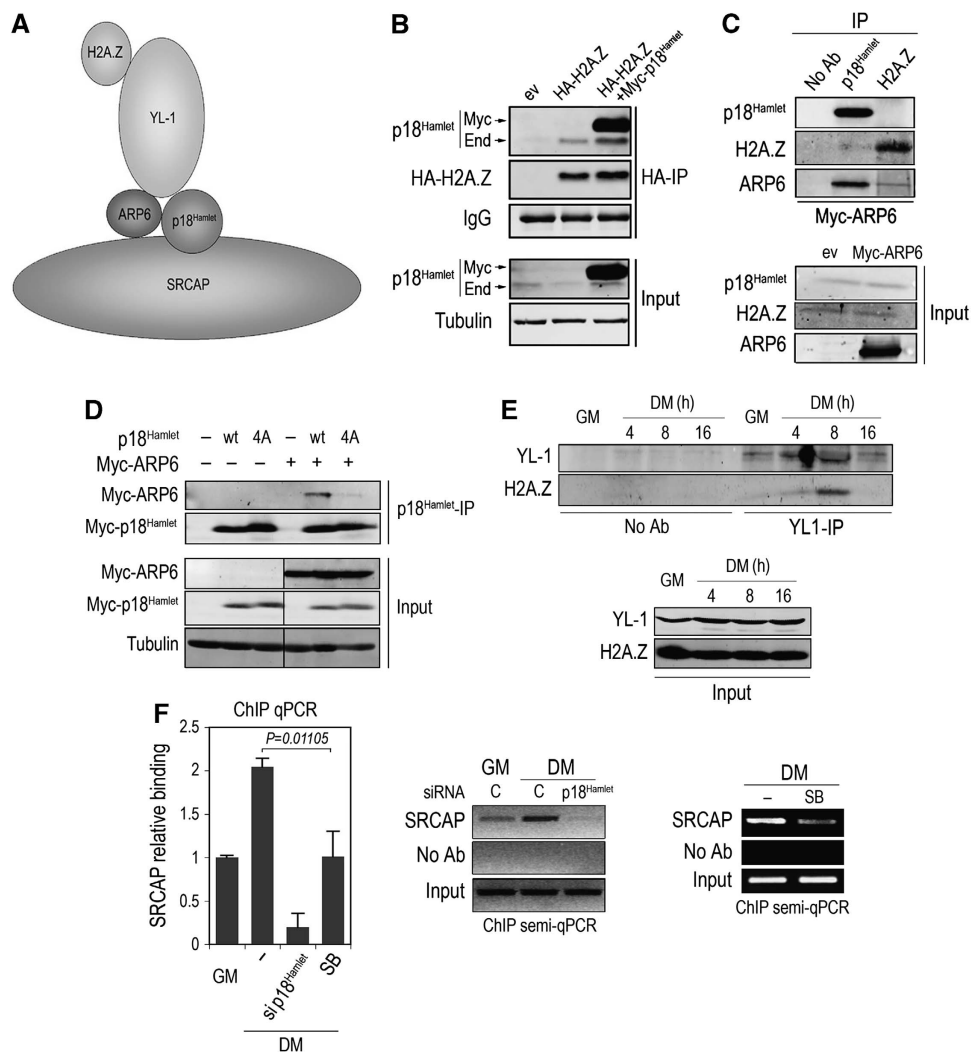 A
H2A.Z
YL-1
ARP6
p18Hamlet
SRCAP
B
ev
HA-H2A.Z
HA-H2A.Z
+Myc-p18Hamlet
p18Hamlet
Myc
End
HA-H2A.Z
IgG
HA-IP
p18Hamlet
Myc
End
Tubulin
Input
C
IP
No Ab
p18Hamlet
H2A.Z
p18Hamlet
H2A.Z
ARP6
Myc-ARP6
ev Myc-ARP6
p18Hamlet
H2A.Z
ARP6
Input
D
p18Hamlet – wt 4A – wt 4A
Myc-ARP6 – – – + + +
Myc-ARP6
Myc-p18Hamlet
p18Hamlet-IP
Myc-ARP6
Myc-p18Hamlet
Tubulin
Input
E
GM DM (h) GM DM (h)
4 8 16 4 8 16
YL-1
H2A.Z
No Ab YL1-IP
GM DM (h)
4 8 16
YL-1
H2A.Z
Input
F
ChIP qPCR
SRCAP relative binding
2.5
2
1.5
1
0.5
0
P=0.01105
GM
–
sip18Hamlet
SB
DM
GM DM
siRNA C C p18Hamlet
SRCAP
No Ab
Input
ChIP semi-qPCR
DM
– SB
SRCAP
No Ab
Input
ChIP semi-qPCR